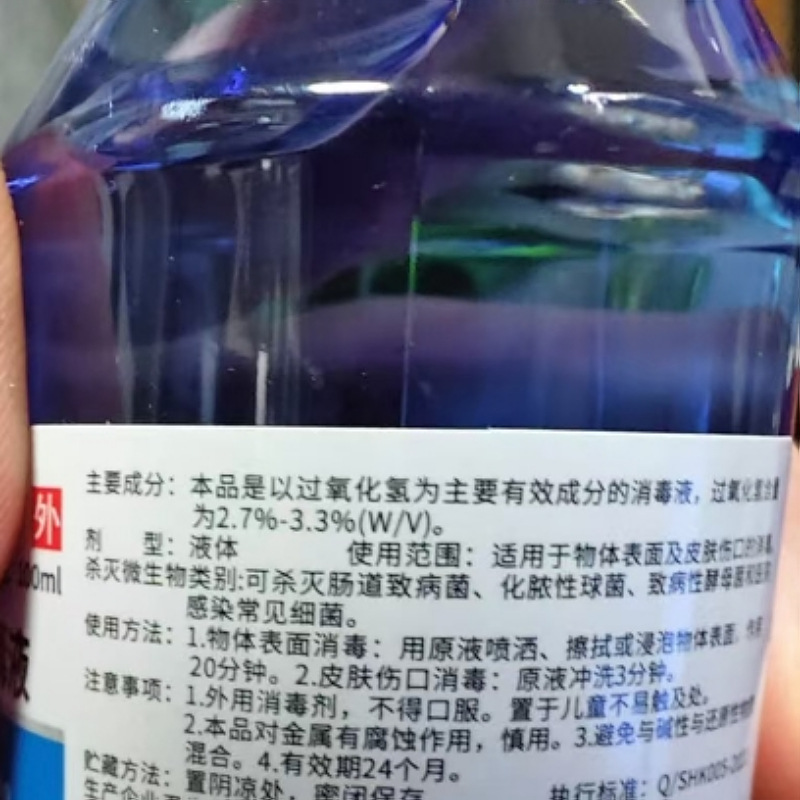 主要成分：本品是以过氧化氢为主要有效成分的消毒液，过氧化氢含量
为2.7%-3.3%(W/V)。
外
剂 型：液体 使用范围：适用于物体表面及皮肤伤口的消毒
100ml
杀灭微生物类别:可杀灭肠道致病菌、化脓性球菌、致病性酵母菌和医院
感染常见细菌。
使用方法：1.物体表面消毒：用原液喷洒、擦拭或浸泡物体表面，作用
液
20分钟。2.皮肤伤口消毒：原液冲洗3分钟。
注意事项：1.外用消毒剂，不得口服。置于儿童不易触及处。
2.本品对金属有腐蚀作用，慎用。3.避免与碱性与还原性物质
混合。4.有效期24个月。
贮藏方法：置阴凉处，密闭保存 执行标准：Q/SHK005-
生产企业